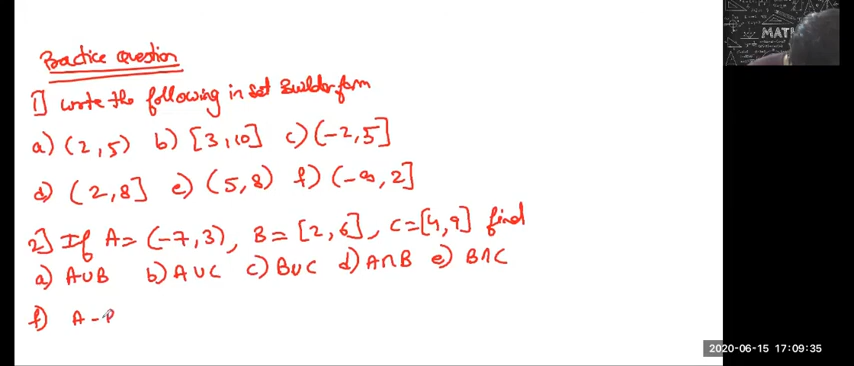 Practice Question
1] Write the following in set Builder form
a) (2,5) b) [3,10] c) (-2,5]
d) (2,8] e) (5,8) f) (-∞,2]
2] If A= (-7,3), B= [2,6], C=[4,9] find
a) A∪B b) A∪C c) B∪C d) A∩B e) B∩C
f) A-
MATH
2020-06-15 17:09:35